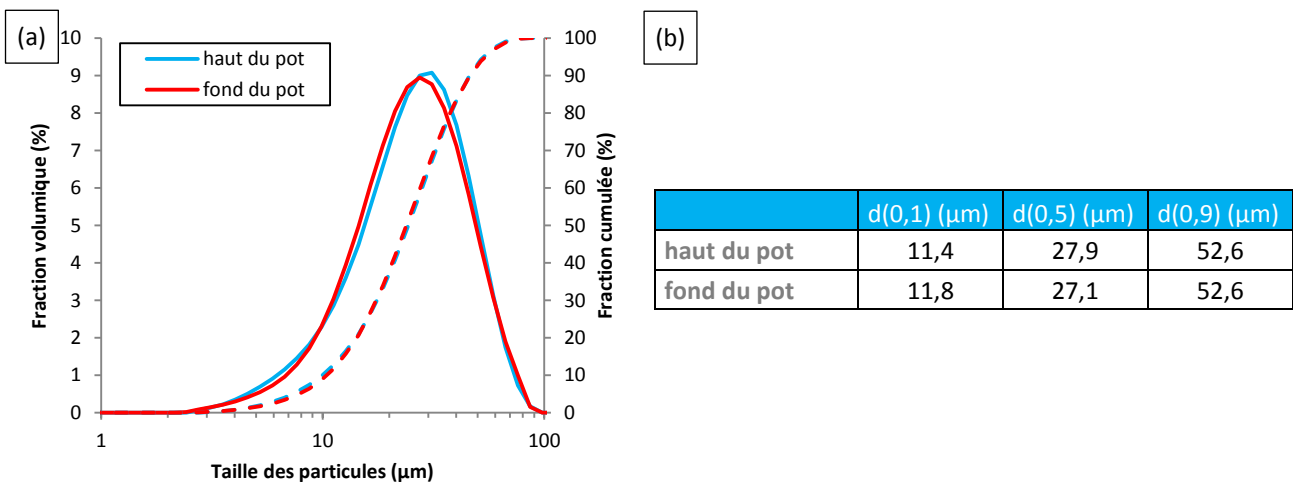 (a)
haut du pot
fond du pot
Fraction volumique (%)
10
9
8
7
6
5
4
3
2
1
0
100
90
80
70
60
50
40
30
20
10
0
Fraction cumulée (%)
1 10 100
Taille des particules (µm)
(b)
d(0,1) (µm) d(0,5) (µm) d(0,9) (µm)
haut du pot 11,4 27,9 52,6
fond du pot 11,8 27,1 52,6